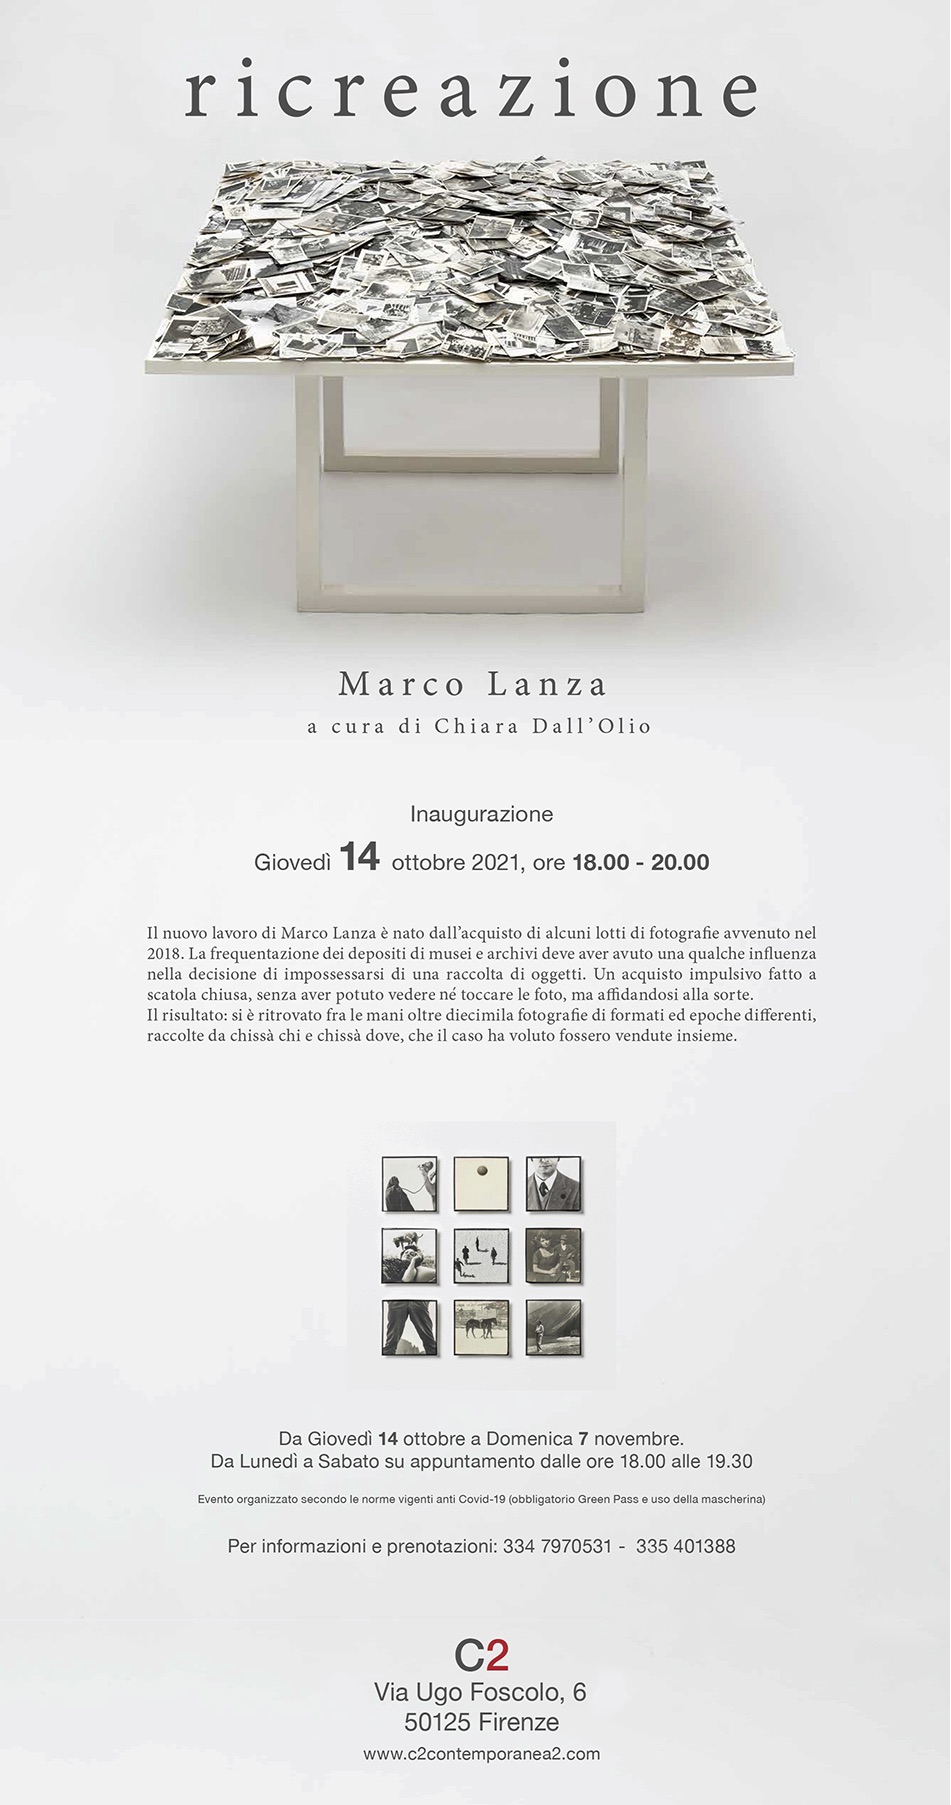 ricreazione
Marco Lanza
a cura di Chiara Dall'Olio
Inaugurazione
Giovedì 14 ottobre 2021, ore 18.00 - 20.00
Il nuovo lavoro di Marco Lanza è nato dall'acquisto di alcuni lotti di fotografie avvenuto nel
2018. La frequentazione dei depositi di musei e archivi deve aver avuto una qualche influenza
nella decisione di impossessarsi di una raccolta di oggetti. Un acquisto impulsivo fatto a
scatola chiusa, senza aver potuto vedere né toccare le foto, ma affidandosi alla sorte.
Il risultato: si è ritrovato fra le mani oltre diecimila fotografie di formati ed epoche differenti,
raccolte da chissà chi e chissà dove, che il caso ha voluto fossero vendute insieme.
Da Giovedì 14 ottobre a Domenica 7 novembre.
Da Lunedì a Sabato su appuntamento dalle ore 18.00 alle 19.30
Evento organizzato secondo le norme vigenti anti Covid-19 (obbligatorio Green Pass e uso della mascherina)
Per informazioni e prenotazioni: 334 7970531 - 335 401388
C2
Via Ugo Foscolo, 6
50125 Firenze
www.c2contemporanea2.com